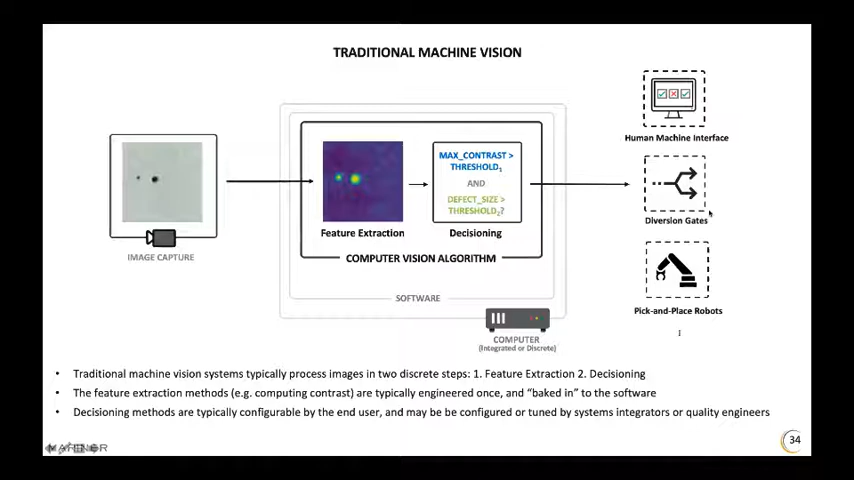 TRADITIONAL MACHINE VISION
IMAGE CAPTURE
Feature Extraction
MAX_CONTRAST >
THRESHOLD1
AND
DEFECT_SIZE >
THRESHOLD2?
Decisioning
COMPUTER VISION ALGORITHM
SOFTWARE
COMPUTER
(Integrated or Discrete)
Human Machine Interface
Diversion Gates
Pick-and-Place Robots
• Traditional machine vision systems typically process images in two discrete steps: 1. Feature Extraction 2. Decisioning
• The feature extraction methods (e.g. computing contrast) are typically engineered once, and “baked in” to the software
• Decisioning methods are typically configurable by the end user, and may be be configured or tuned by systems integrators or quality engineers
34